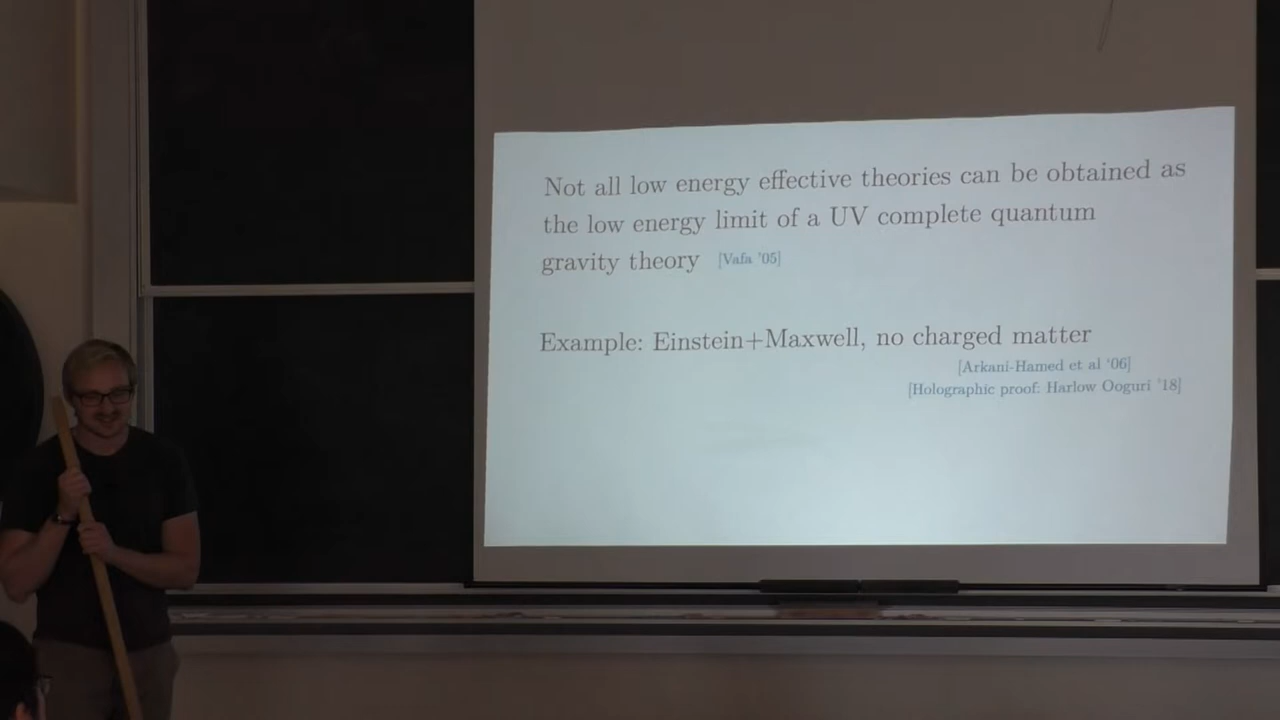 Not all low energy effective theories can be obtained as
the low energy limit of a UV complete quantum
gravity theory [Vafa '05]
Example: Einstein+Maxwell, no charged matter
[Arkani-Hamed et al '06]
[Holographic proof: Harlow Ooguri '18]